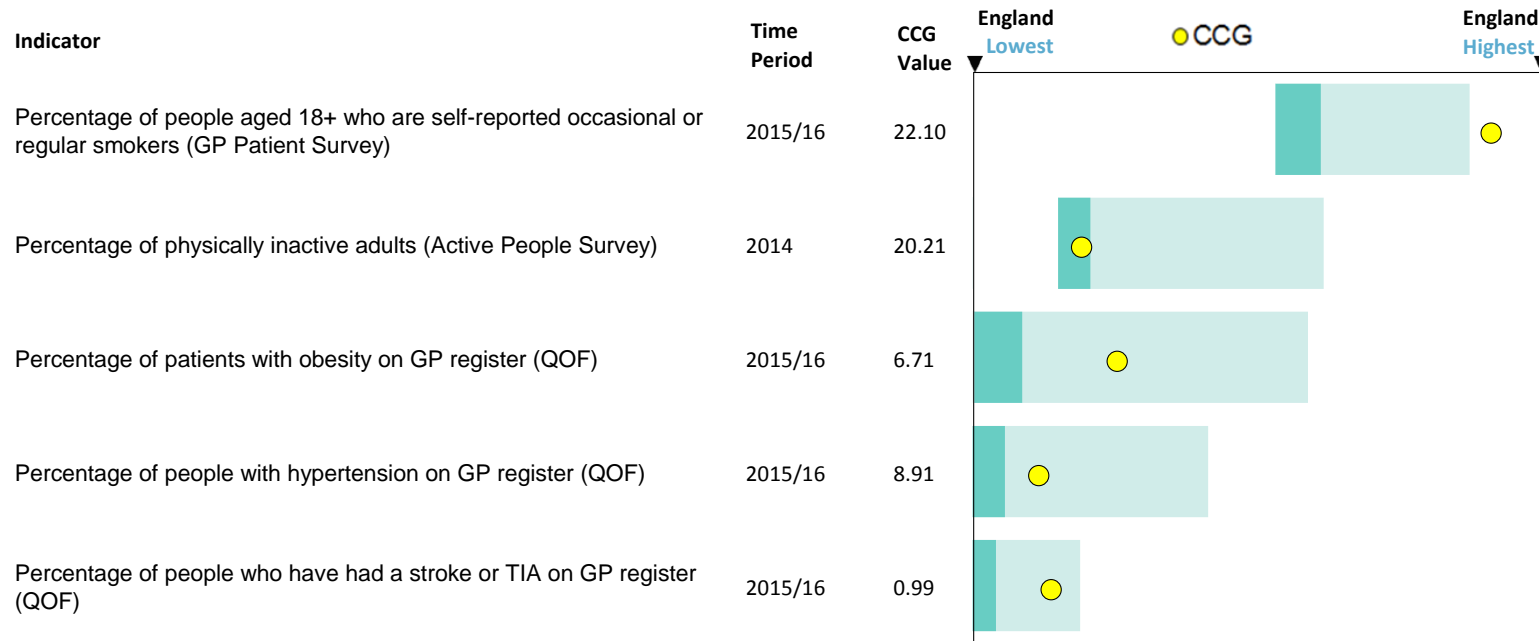 Indicator
Time
Period
CCG
Value
England
Lowest
CCG
England
Highest
Percentage of people aged 18+ who are self-reported occasional or
regular smokers (GP Patient Survey)
2015/16
22.10
Percentage of physically inactive adults (Active People Survey)
2014
20.21
Percentage of patients with obesity on GP register (QOF)
2015/16
6.71
Percentage of people with hypertension on GP register (QOF)
2015/16
8.91
Percentage of people who have had a stroke or TIA on GP register
(QOF)
2015/16
0.99